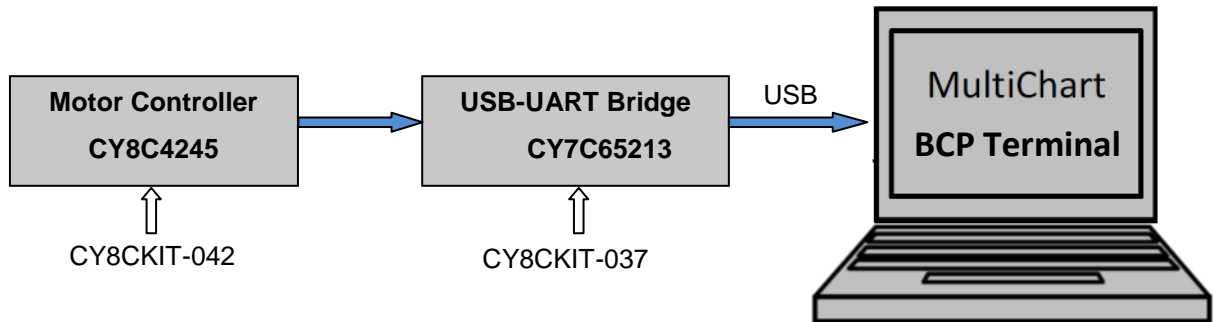 Motor Controller
CY8C4245
CY8CKIT-042
USB-UART Bridge
CY7C65213
CY8CKIT-037
USB
MultiChart
BCP Terminal